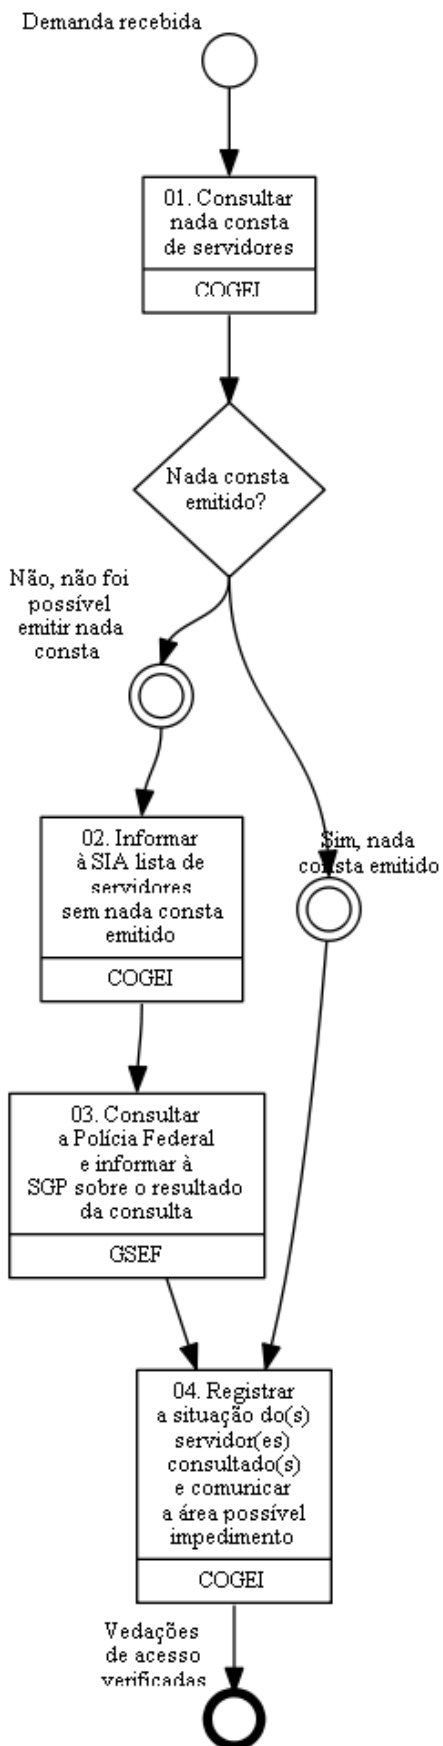 Demanda recebida
01. Consultar
nada consta
de servidores
COGEI
Nada consta
emitido?
Não, não foi
possível
emitir nada
consta
02. Informar
à SIA lista de
servidores
sem nada consta
emitido
COGEI
Sim, nada
consta emitido
03. Consultar
a Polícia Federal
e informar à
SGP sobre o resultado
da consulta
GSEF
04. Registrar
a situação do(s)
servidor(es)
consultado(s)
e comunicar
a área possível
impedimento
COGEI
Vedações
de acesso
verificadas